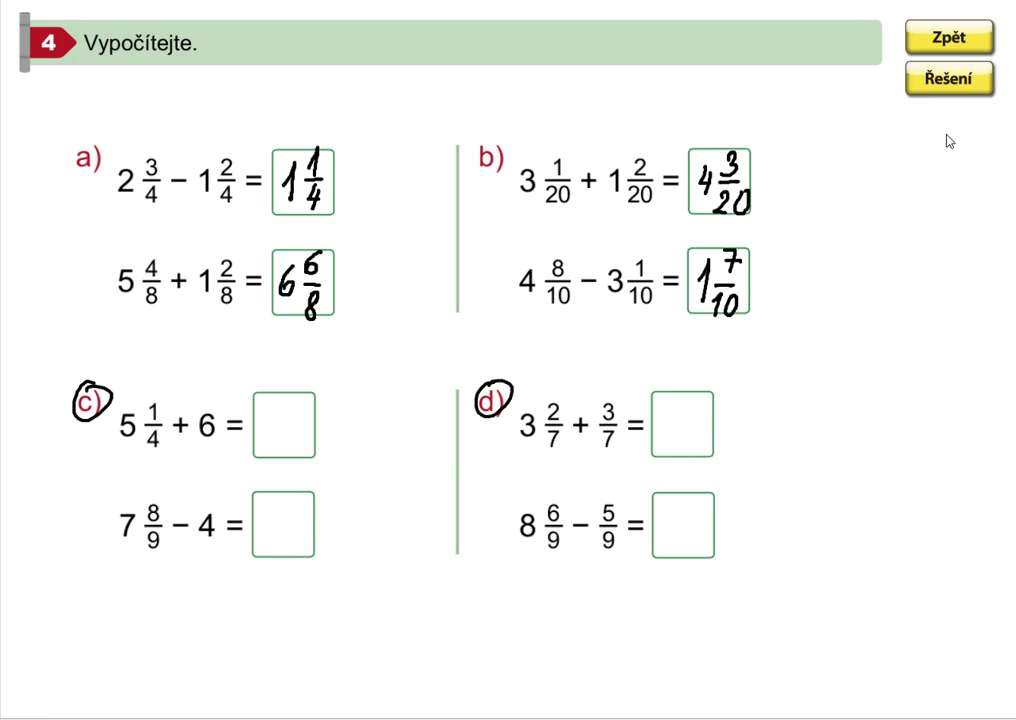 4 Vypočítejte.
Zpět
Řešení
a)
2 3/4 − 1 2/4 = 1 1/4
5 4/8 + 1 2/8 = 6 6/8
b)
3 1/20 + 1 2/20 = 4 3/20
4 8/10 − 3 1/10 = 1 7/10
c)
5 1/4 + 6 =
7 8/9 − 4 =
d)
3 2/7 + 3/7 =
8 6/9 − 5/9 =